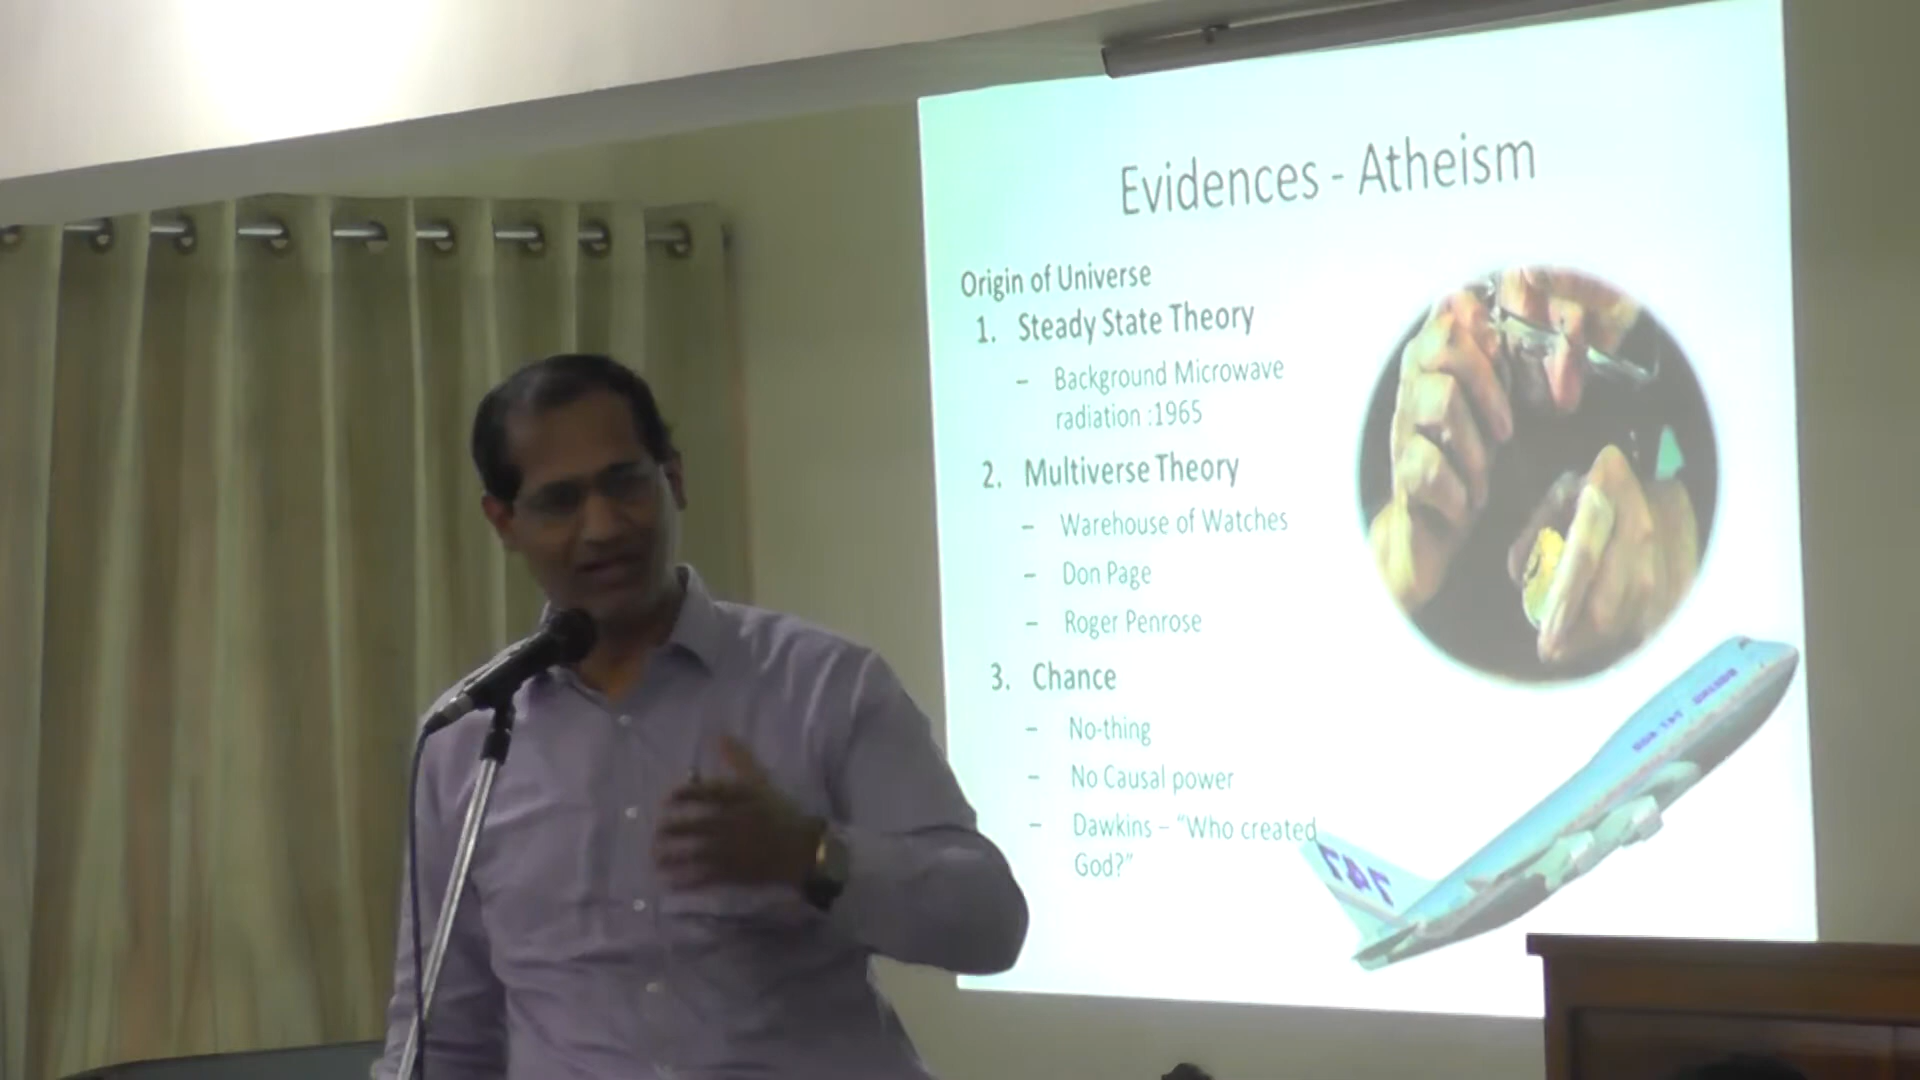 Evidences - Atheism
Origin of Universe
1. Steady State Theory
– Background Microwave
radiation :1965
2. Multiverse Theory
– Warehouse of Watches
– Don Page
– Roger Penrose
3. Chance
– No-thing
– No Causal power
– Dawkins – “Who created
God?”
747